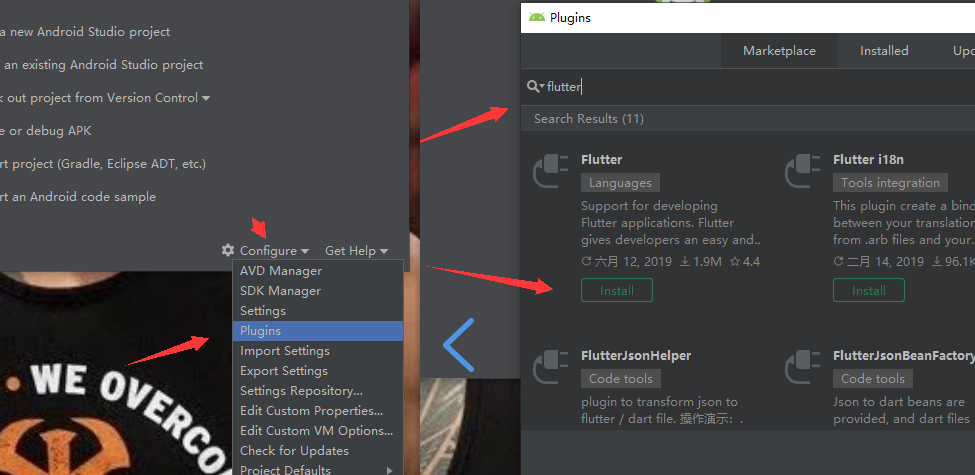 a new Android Studio project
an existing Android Studio project
k out project from Version Control
e or debug APK
rt project (Gradle, Eclipse ADT, etc.)
rt an Android code sample
Configure
Get Help
AVD Manager
SDK Manager
Settings
Plugins
Import Settings
Export Settings
Settings Repository...
Edit Custom Properties...
Edit Custom VM Options...
Check for Updates
Project Defaults
WE OVERCO
Plugins
Marketplace
Installed
Upd
flutter
Search Results (11)
Flutter
Languages
Support for developing
Flutter applications. Flutter
gives developers an easy and..
六月 12, 2019
1.9M
4.4
Install
Flutter i18n
Tools integration
This plugin create a bind
between your translation
from .arb files and your.
二月 14, 2019
96.1K
Install
FlutterJsonHelper
Code tools
plugin to transform json to
flutter / dart file. 操作演示: .
FlutterJsonBeanFactory
Code tools
Json to dart beans are
provided, and dart files